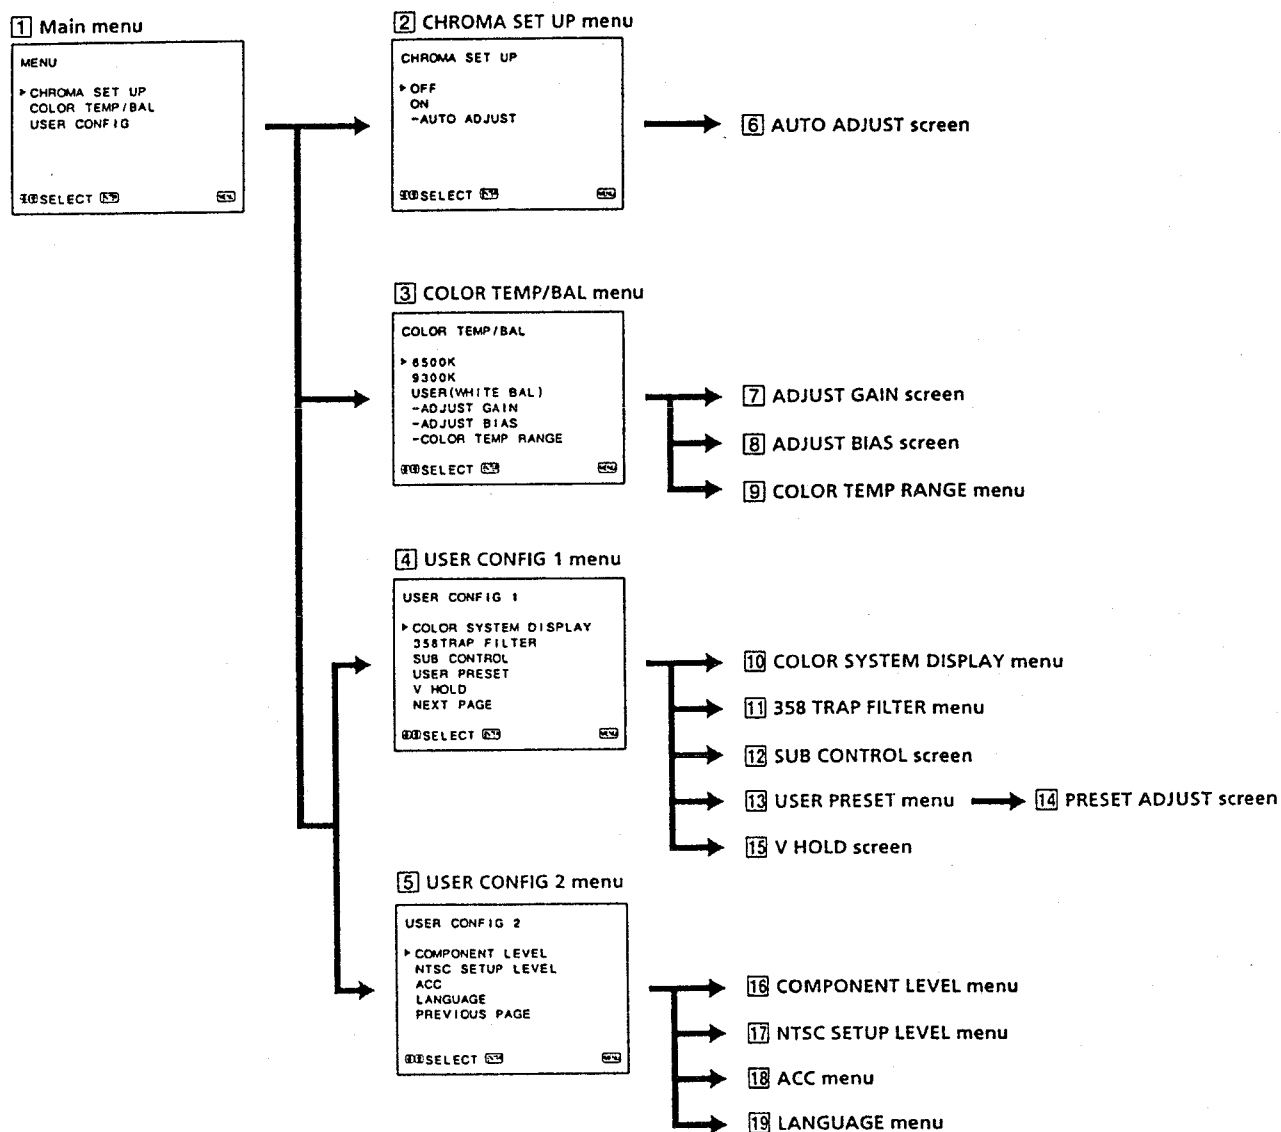 1 Main menu
MENU
CHROMA SET UP
COLOR TEMP/BAL
USER CONFIG
SELECT
MENU
2 CHROMA SET UP menu
CHROMA SET UP
OFF
ON
-AUTO ADJUST
SELECT
MENU
6 AUTO ADJUST screen
3 COLOR TEMP/BAL menu
COLOR TEMP/BAL
6500K
9300K
USER(WHITE BAL)
-ADJUST GAIN
-ADJUST BIAS
-COLOR TEMP RANGE
SELECT
MENU
7 ADJUST GAIN screen
8 ADJUST BIAS screen
9 COLOR TEMP RANGE menu
4 USER CONFIG 1 menu
USER CONFIG 1
COLOR SYSTEM DISPLAY
358TRAP FILTER
SUB CONTROL
USER PRESET
V HOLD
NEXT PAGE
SELECT
MENU
10 COLOR SYSTEM DISPLAY menu
11 358 TRAP FILTER menu
12 SUB CONTROL screen
13 USER PRESET menu
14 PRESET ADJUST screen
15 V HOLD screen
5 USER CONFIG 2 menu
USER CONFIG 2
COMPONENT LEVEL
NTSC SETUP LEVEL
ACC
LANGUAGE
PREVIOUS PAGE
SELECT
MENU
16 COMPONENT LEVEL menu
17 NTSC SETUP LEVEL menu
18 ACC menu
19 LANGUAGE menu